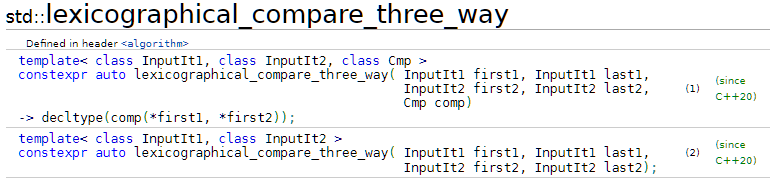 std::lexicographical_compare_three_way
Defined in header <algorithm>
template< class InputIt1, class InputIt2, class Cmp >
constexpr auto lexicographical_compare_three_way( InputIt1 first1, InputIt1 last1,
InputIt2 first2, InputIt2 last2,
Cmp comp)
-> decltype(comp(*first1, *first2));
(1)
(since
C++20)
template< class InputIt1, class InputIt2 >
constexpr auto lexicographical_compare_three_way( InputIt1 first1, InputIt1 last1,
InputIt2 first2, InputIt2 last2);
(2)
(since
C++20)